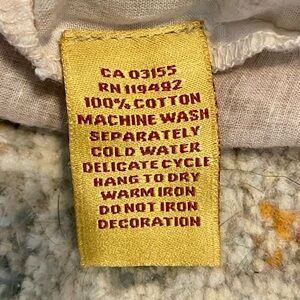 CA 03155
RN 119492
100% COTTON
MACHINE WASH
SEPARATELY
COLD WATER
DELICATE CYCLE
HANG TO DRY
WARM IRON
DO NOT IRON
DECORATION